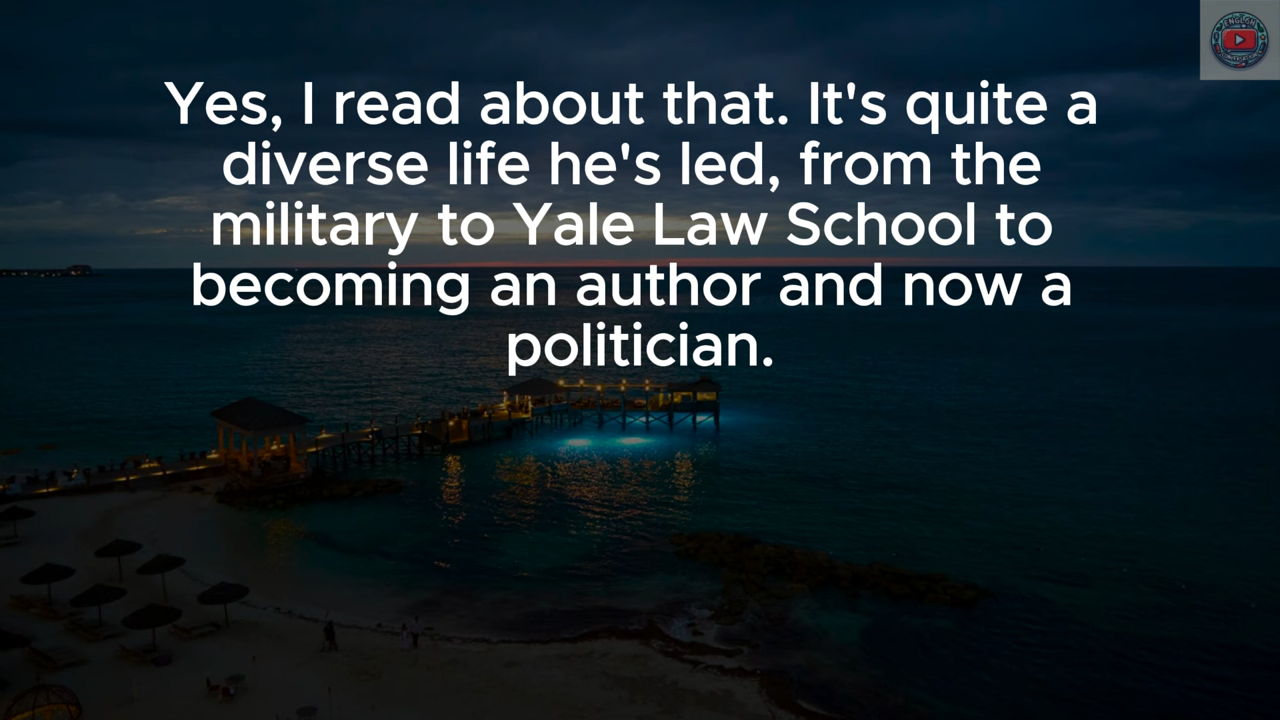 Yes, I read about that. It's quite a
diverse life he's led, from the
military to Yale Law School to
becoming an author and now a
politician.
ENGLISH